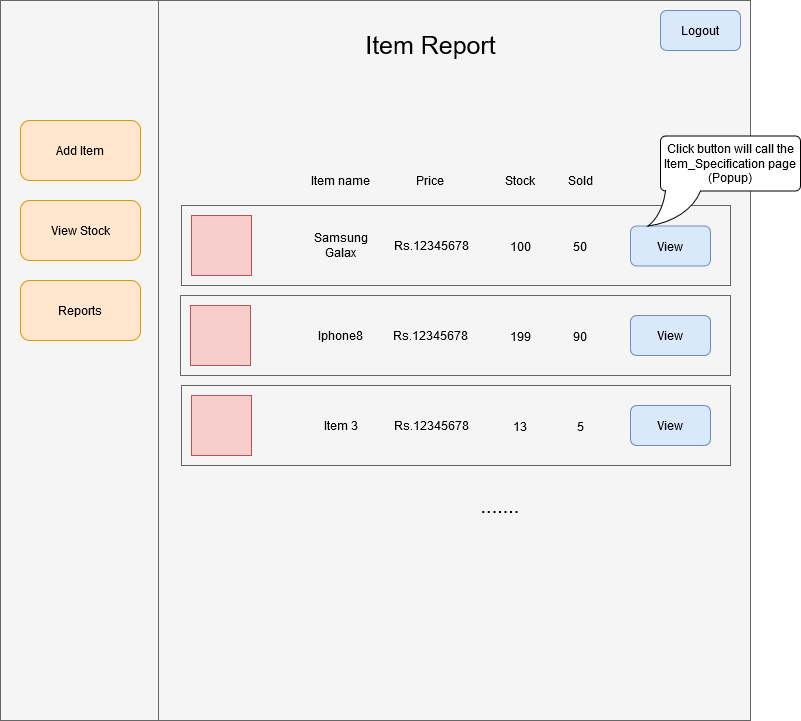 Item Report
Logout
Add Item
View Stock
Reports
Click button will call the
Item_Specification page
(Popup)
Item name Price Stock Sold
Samsung
Galax
Rs.12345678 100 50 View
Iphone8 Rs.12345678 199 90 View
Item 3 Rs.12345678 13 5 View
.......